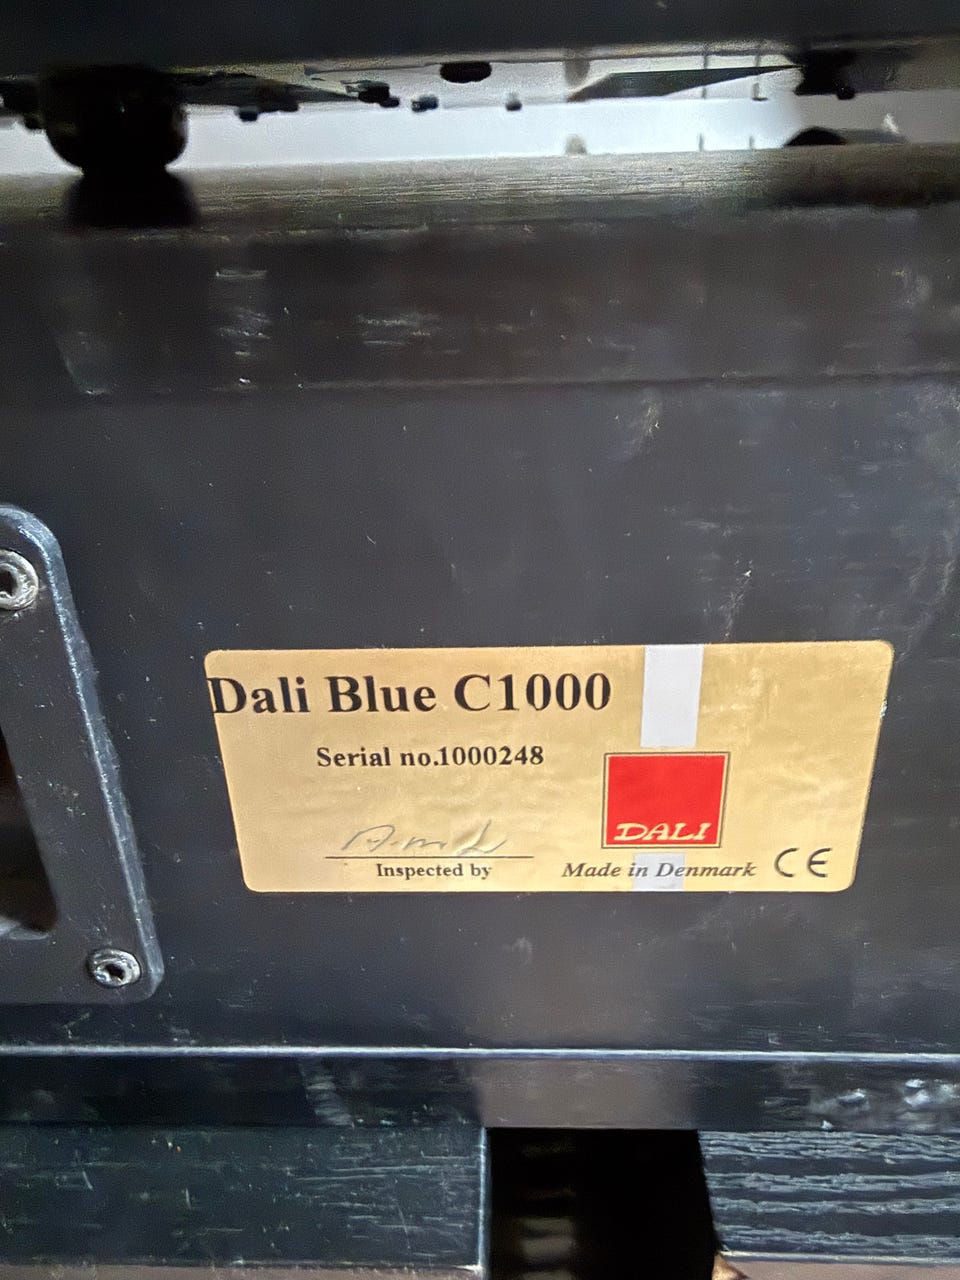 Dali Blue C1000
Serial no.1000248
DALI
Inspected by
Made in Denmark CE